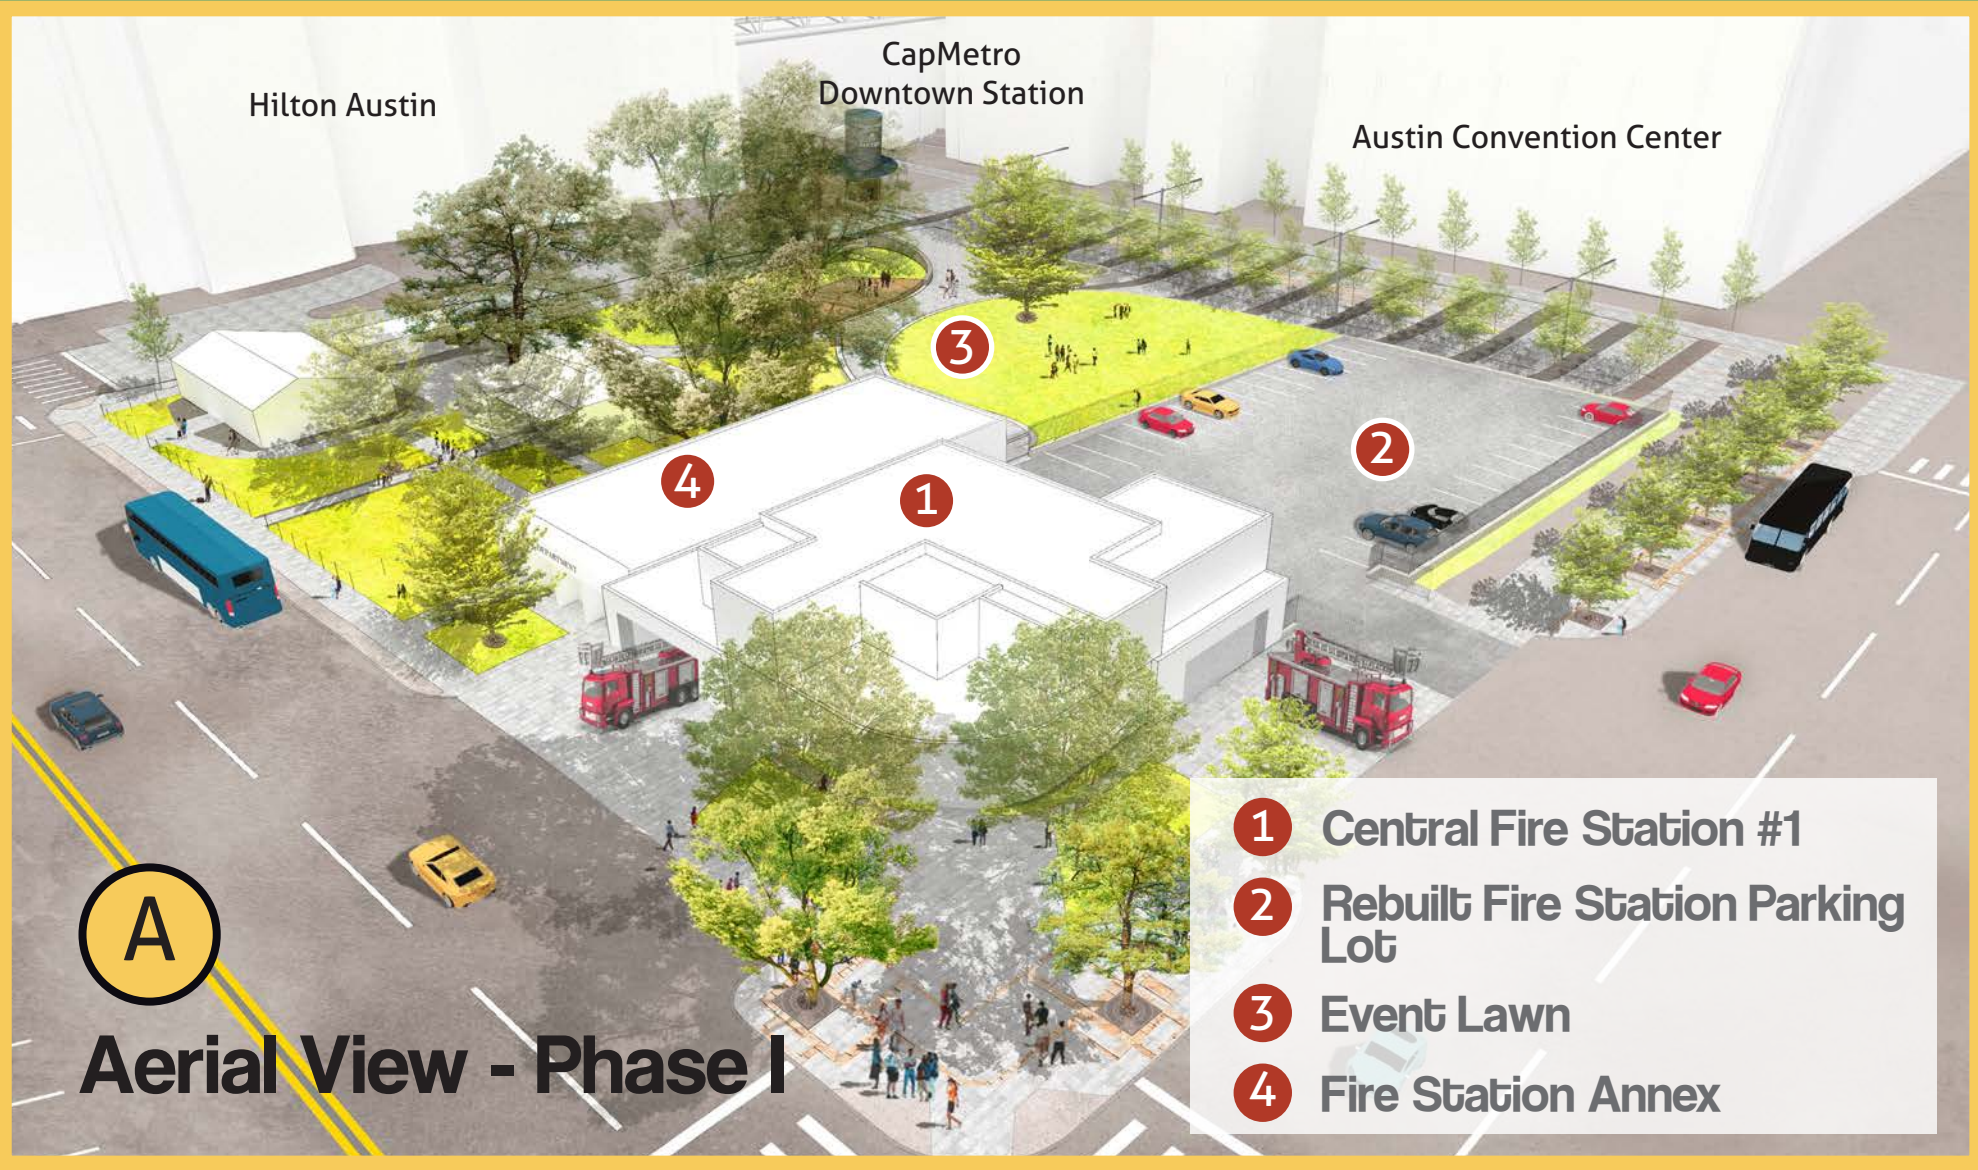 CapMetro
Downtown Station
Hilton Austin
Austin Convention Center
3
2
4
1
DEPARTMENT
A
Aerial View - Phase I
1 Central Fire Station #1
2 Rebuilt Fire Station Parking
Lot
3 Event Lawn
4 Fire Station Annex